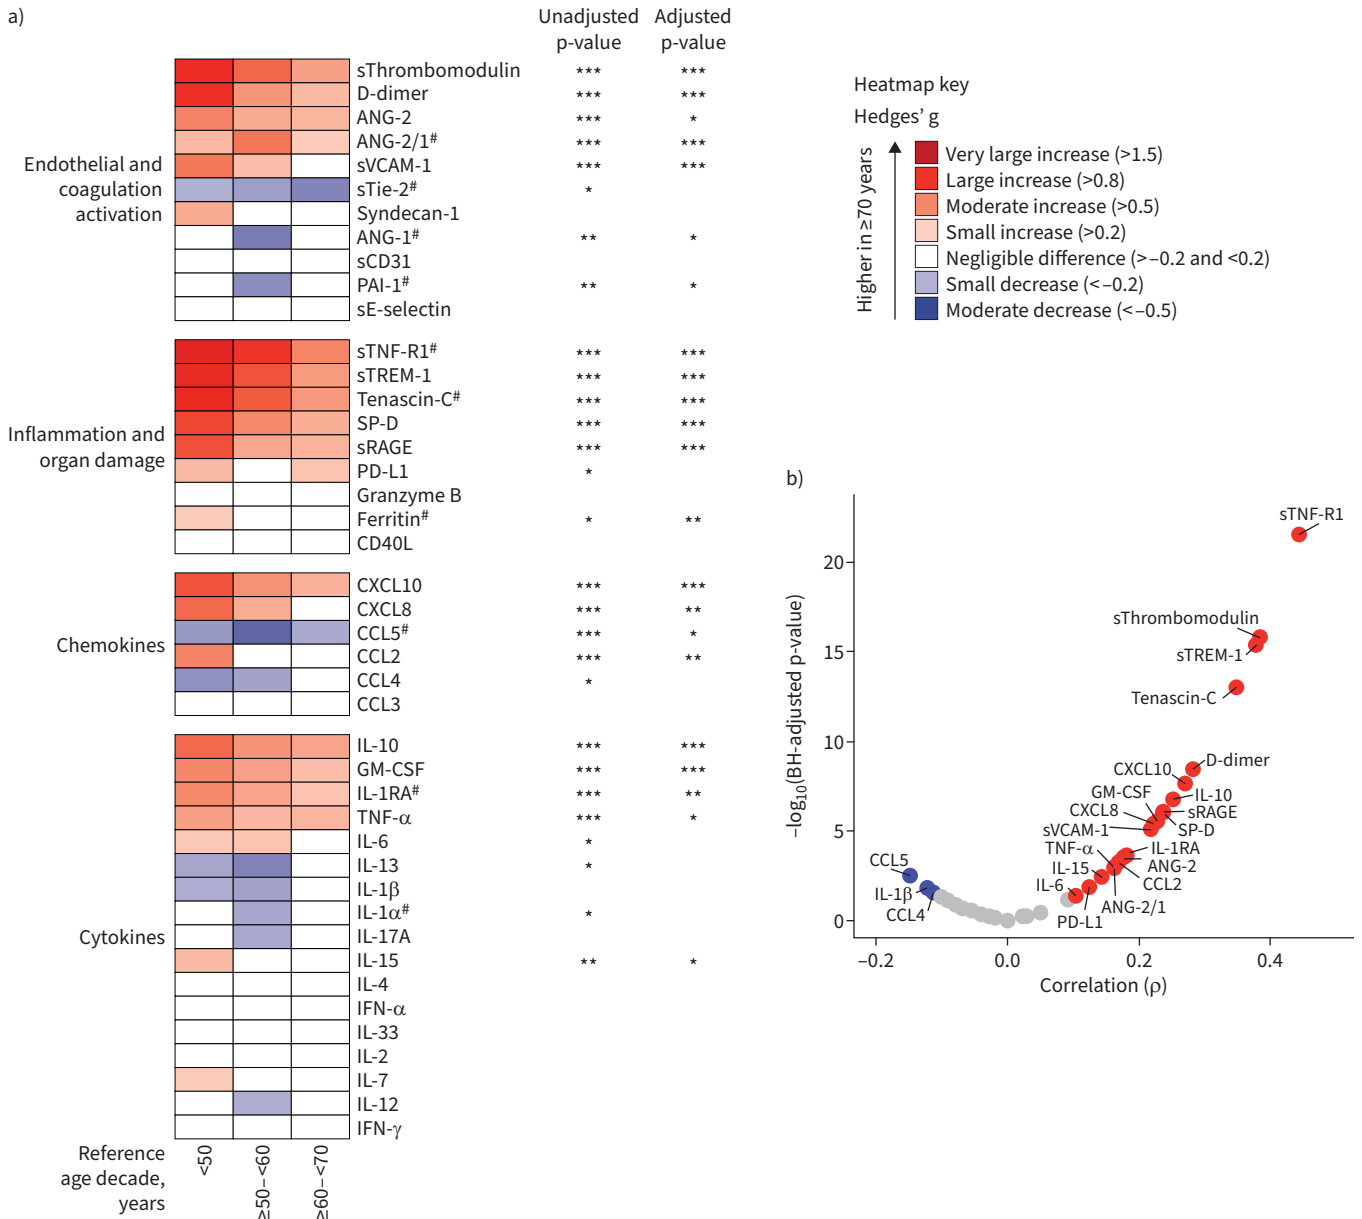 a)
Unadjusted p-value
Adjusted p-value
Endothelial and coagulation activation
sThrombomodulin *** ***
D-dimer *** ***
ANG-2 *** *
ANG-2/1# *** ***
sVCAM-1 *** ***
sTie-2# *
Syndecan-1
ANG-1# ** *
sCD31
PAI-1# ** *
sE-selectin
Inflammation and organ damage
sTNF-R1# *** ***
sTREM-1 *** ***
Tenascin-C# *** ***
SP-D *** ***
sRAGE *** ***
PD-L1 *
Granzyme B
Ferritin# * **
CD40L
Chemokines
CXCL10 *** ***
CXCL8 *** **
CCL5# *** *
CCL2 *** **
CCL4 *
CCL3
Cytokines
IL-10 *** ***
GM-CSF *** ***
IL-1RA# *** **
TNF-α *** *
IL-6 *
IL-13 *
IL-1β
IL-1α# *
IL-17A
IL-15 ** *
IL-4
IFN-α
IL-33
IL-2
IL-7
IL-12
IFN-γ
Reference age decade, years
<50
≥50–<60
≥60–<70
Heatmap key
Hedges' g
Higher in ≥70 years
Very large increase (>1.5)
Large increase (>0.8)
Moderate increase (>0.5)
Small increase (>0.2)
Negligible difference (>–0.2 and <0.2)
Small decrease (<–0.2)
Moderate decrease (<–0.5)
b)
–log10(BH-adjusted p-value)
20
15
10
5
0
sTNF-R1
sThrombomodulin
sTREM-1
Tenascin-C
D-dimer
CXCL10
IL-10
GM-CSF
sRAGE
CXCL8
SP-D
sVCAM-1
TNF-α
IL-1RA
ANG-2
IL-15
CCL2
IL-6
ANG-2/1
PD-L1
CCL5
IL-1β
CCL4
–0.2
0.0
0.2
0.4
Correlation (ρ)